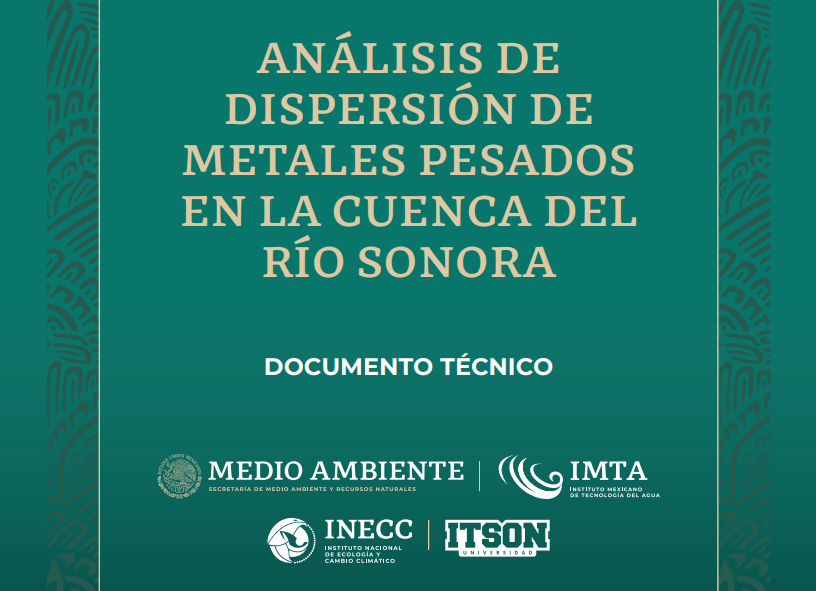 ANÁLISIS DE
DISPERSIÓN DE
METALES PESADOS
EN LA CUENCA DEL
RÍO SONORA
DOCUMENTO TÉCNICO
MEDIO AMBIENTE
SECRETARÍA DE MEDIO AMBIENTE Y RECURSOS NATURALES
IMTA
INSTITUTO MEXICANO
DE TECNOLOGÍA DEL AGUA
INECC
INSTITUTO NACIONAL
DE ECOLOGÍA Y
CAMBIO CLIMÁTICO
ITSON
UNIVERSIDAD